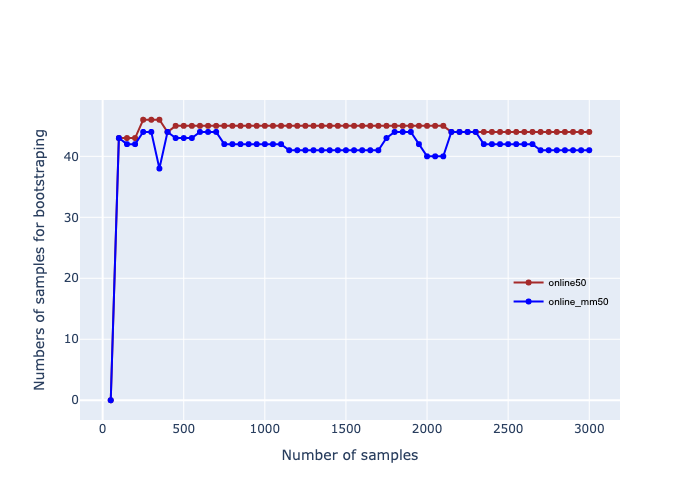 40
30
20
10
0
0 500 1000 1500 2000 2500 3000
Number of samples
Numbers of samples for bootstraping
online50
online_mm50